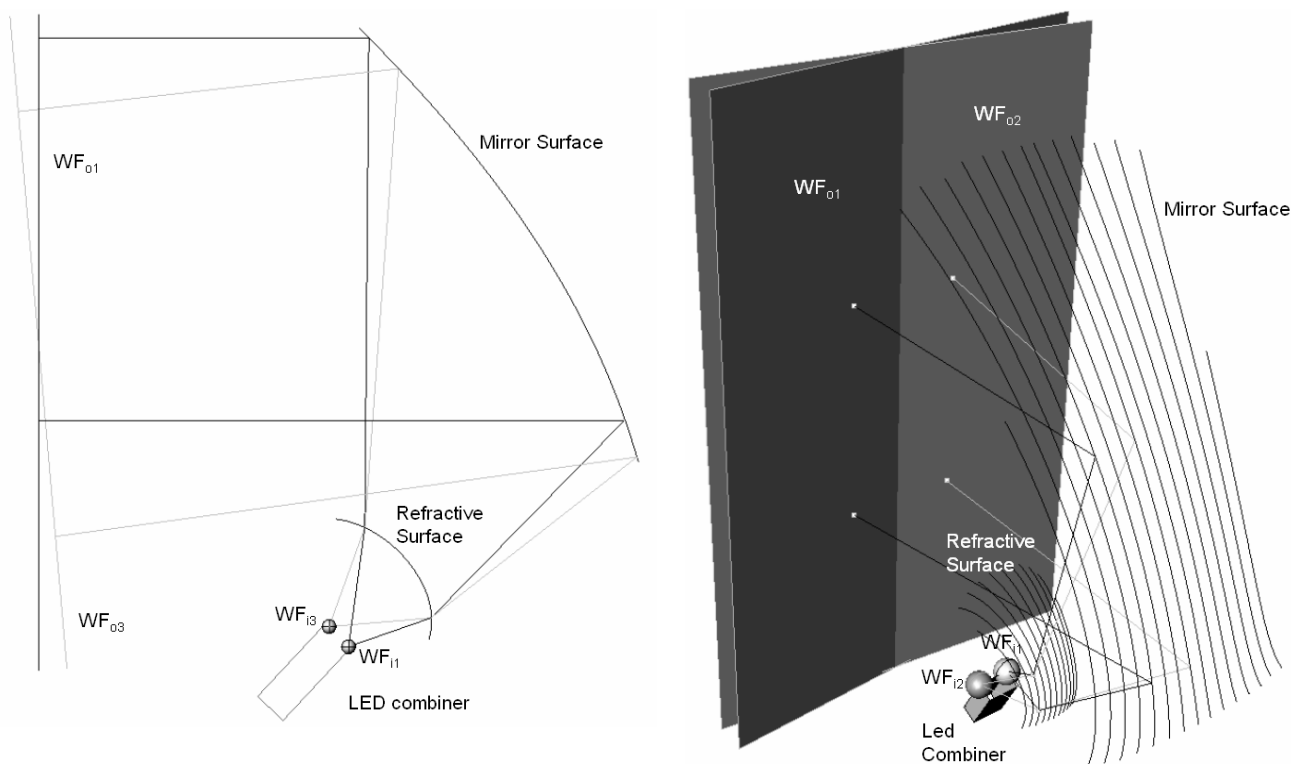 Mirror Surface
WFo1
Refractive
Surface
WFi3
WFo3
WFi1
LED combiner
WFo2
WFo1
Mirror Surface
Refractive
Surface
WFi1
WFi2
Led
Combiner